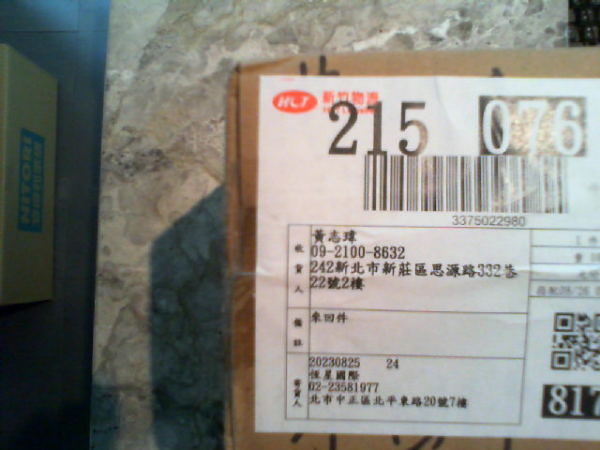 HCT 新竹物流
215 076
3375022980
收貨人
黃志瑋
09-2100-8632
242新北市新莊區思源路332巷
22號2樓
備註
來回件
寄貨人
20230825 24
恆星國際
02-23581977
北市中正區北平東路20號7樓
817